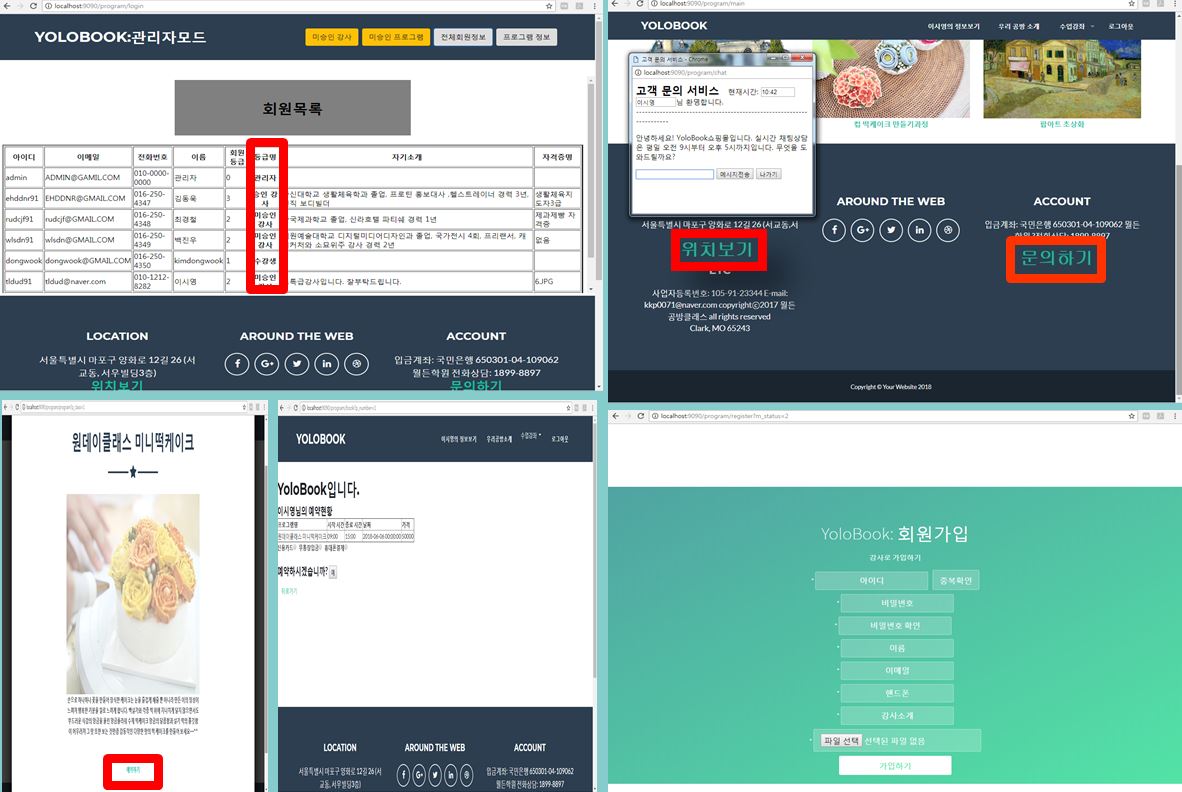 localhost:9090/program/login
YOLOBOOK:관리자모드
미승인 강사
미승인 프로그램
전체회원정보
프로그램 정보
회원목록
아이디 이메일 전화번호 이름 회원등급 등급명 자기소개 자격증명
admin ADMIN@GAMIL.COM 010-0000-0000 관리자 0 관리자
ehddnr91 EHDDNR@GMAIL.COM 016-250-4347 김동욱 3 승인 강사 신대학교 생활체육학과 졸업, 프로틴 홍보대사 ,헬스트레이너 경력 3년, 직 보디빌더 생활체육지도자3급
rudcjf91 rudcjf@GMAIL.COM 016-250-4348 최경철 2 미승인 강사 국제과학교 졸업, 신라호텔 파티쉐 경력 1년 제과제빵 자격증
wlsdn91 wlsdn@GMAIL.COM 016-250-4349 백진우 2 미승인 강사 원예술대학교 디지털미디어디자인과 졸업, 국가전시 4회, 프리랜서, 캐커처와 소묘위주 강사 경력 2년 없음
dongwook dongwook@GMAIL.COM 016-250-4350 kimdongwook 1 수강생
tldud91 tldud@naver.com 010-1212-8282 이시영 2 미승인 특급강사입니다. 잘부탁드립니다. 6.JPG
LOCATION
서울특별시 마포구 양화로 12길 26 (서교동, 서우빌딩3층)
위치보기
AROUND THE WEB
ACCOUNT
입금계좌: 국민은행 650301-04-109062
월든학원 전화상담: 1899-8897
문의하기
localhost:9090/program/main
YOLOBOOK
이시영의 정보보기
우리 공방 소개
수업강좌
로그아웃
고객 문의 서비스 - Chrome
localhost:9090/program/chat
고객 문의 서비스 현재시간: 10:42
이시영 님 환영합니다.
안녕하세요! YoloBook쇼핑몰입니다. 실시간 채팅상담은 평일 오전 9시부터 오후 5시까지입니다. 무엇을 도와드릴까요?
메시지전송
나가기
컵 떡케이크 만들기과정
팝아트 초상화
서울특별시 마포구 양화로 12길 26 (서교동,서
위치보기
ETC
사업자등록번호: 105-91-23344 E-mail:
kkp0071@naver.com copyrightⓒ2017 월든
공방클래스 all rights reserved
Clark, MO 65243
AROUND THE WEB
ACCOUNT
입금계좌: 국민은행 650301-04-109062 월든
학원 전화상담: 1899-8897
문의하기
Copyright © Your Website 2018
원데이클래스 미니떡케이크
예약하기
YOLOBOOK
이시영의 정보보기
우리공방소개
수업강좌
로그아웃
YoloBook입니다.
이시영님의 예약현황
프로그램명 시작 시간 종료 시간 날짜 가격
원데이클래스 미니떡케이크 09:00 15:00 2018-06-06 00:00:00 50000
신용카드 무통장입금 휴대폰결제
예약하시겠습니까? 예
뒤로가기
LOCATION
서울특별시 마포구 양화로 12길 26 (서
교동, 서우빌딩3층)
AROUND THE WEB
ACCOUNT
입금계좌: 국민은행 650301-04-109062
월든학원 전화상담: 1899-8897
localhost:9090/program/register?m_status=2
YoloBook: 회원가입
강사로 가입하기
아이디
중복확인
비밀번호
비밀번호 확인
이름
이메일
핸드폰
강사소개
파일 선택 선택된 파일 없음
가입하기